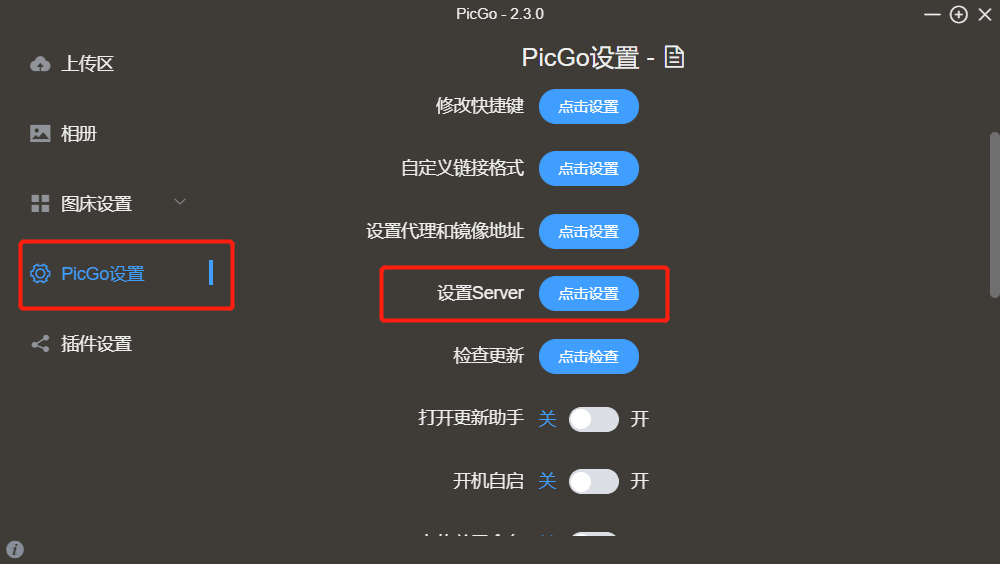 PicGo - 2.3.0
上传区
相册
图床设置
PicGo设置
插件设置
PicGo设置 -
修改快捷键 点击设置
自定义链接格式 点击设置
设置代理和镜像地址 点击设置
设置Server 点击设置
检查更新 点击检查
打开更新助手 关 开
开机自启 关 开